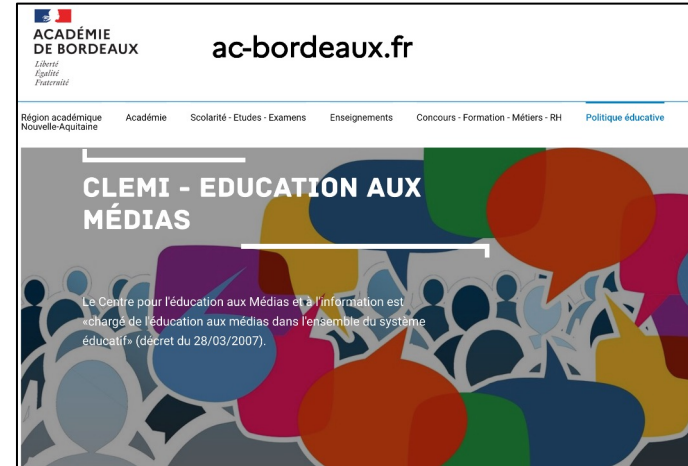 ACADÉMIE
DE BORDEAUX
Liberté
Égalité
Fraternité
ac-bordeaux.fr
Région académique
Nouvelle-Aquitaine
Académie
Scolarité - Etudes - Examens
Enseignements
Concours - Formation - Métiers - RH
Politique éducative
CLEMI - EDUCATION AUX
MÉDIAS
Le Centre pour l'éducation aux Médias et à l'information est
«chargé de l'éducation aux médias dans l'ensemble du système
éducatif» (décret du 28/03/2007).